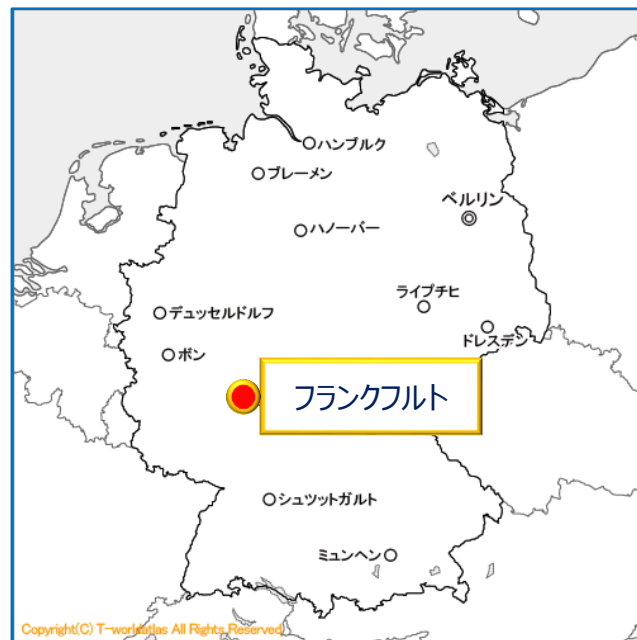 ハンブルク
ブレーメン
ベルリン
ハノーバー
ライプチヒ
デュッセルドルフ
ドレスデン
ボン
フランクフルト
シュツットガルト
ミュンヘン
Copyright(C) T-worldatlas All Rights Reserved